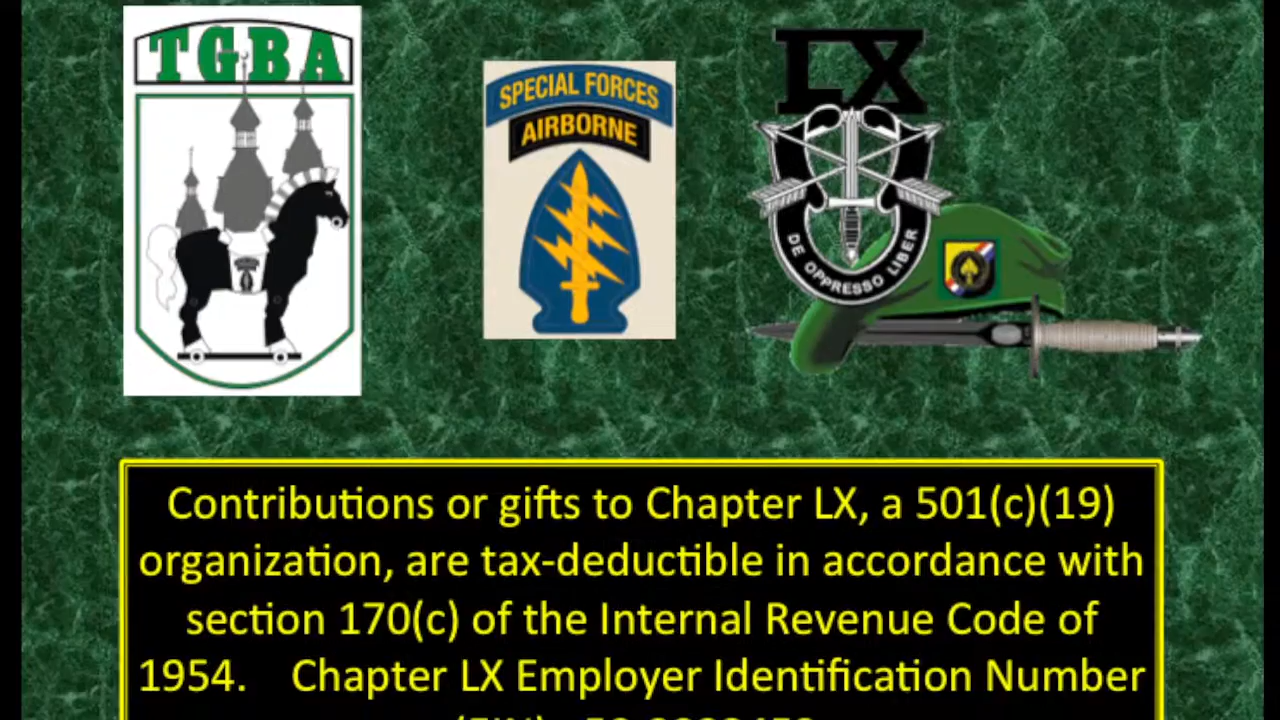 TGBA
SPECIAL FORCES
AIRBORNE
LX
DE OPPRESSO LIBER
Contributions or gifts to Chapter LX, a 501(c)(19)
organization, are tax-deductible in accordance with
section 170(c) of the Internal Revenue Code of
1954. Chapter LX Employer Identification Number